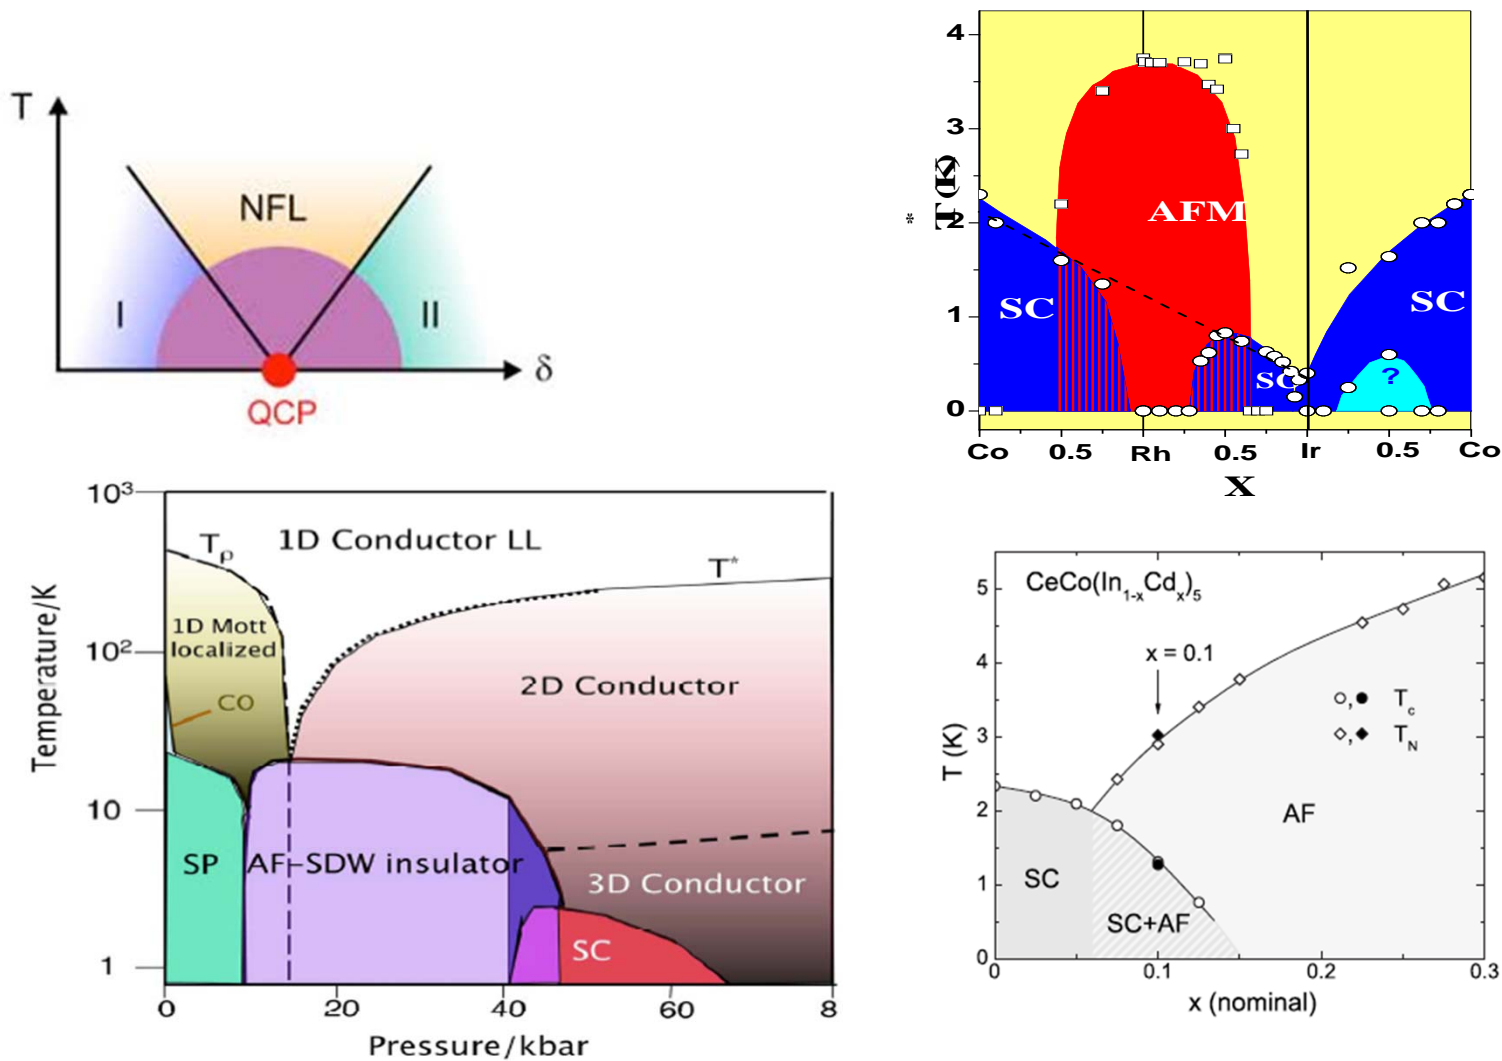 T
NFL
I
II
δ
QCP
4
3
2
1
0
T (K)
*
AFM
SC
SC
SC
?
Co 0.5 Rh 0.5 Ir 0.5 Co
X
10³
10²
10
1
Temperature/K
Tρ
1D Conductor LL
T*
1D Mott
localized
CO
2D Conductor
SP
AF-SDW insulator
3D Conductor
SC
0 20 40 60 8
Pressure/kbar
5
4
3
2
1
0
T (K)
CeCo(In₁₋ₓCdₓ)₅
x = 0.1
, Tc
, TN
AF
SC
SC+AF
0 0.1 0.2 0.3
x (nominal)